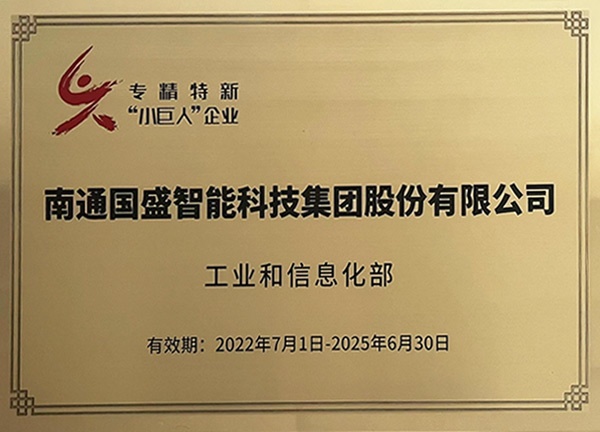 专精特新
“小巨人”企业
南通国盛智能科技集团股份有限公司
工业和信息化部
有效期：2022年7月1日-2025年6月30日